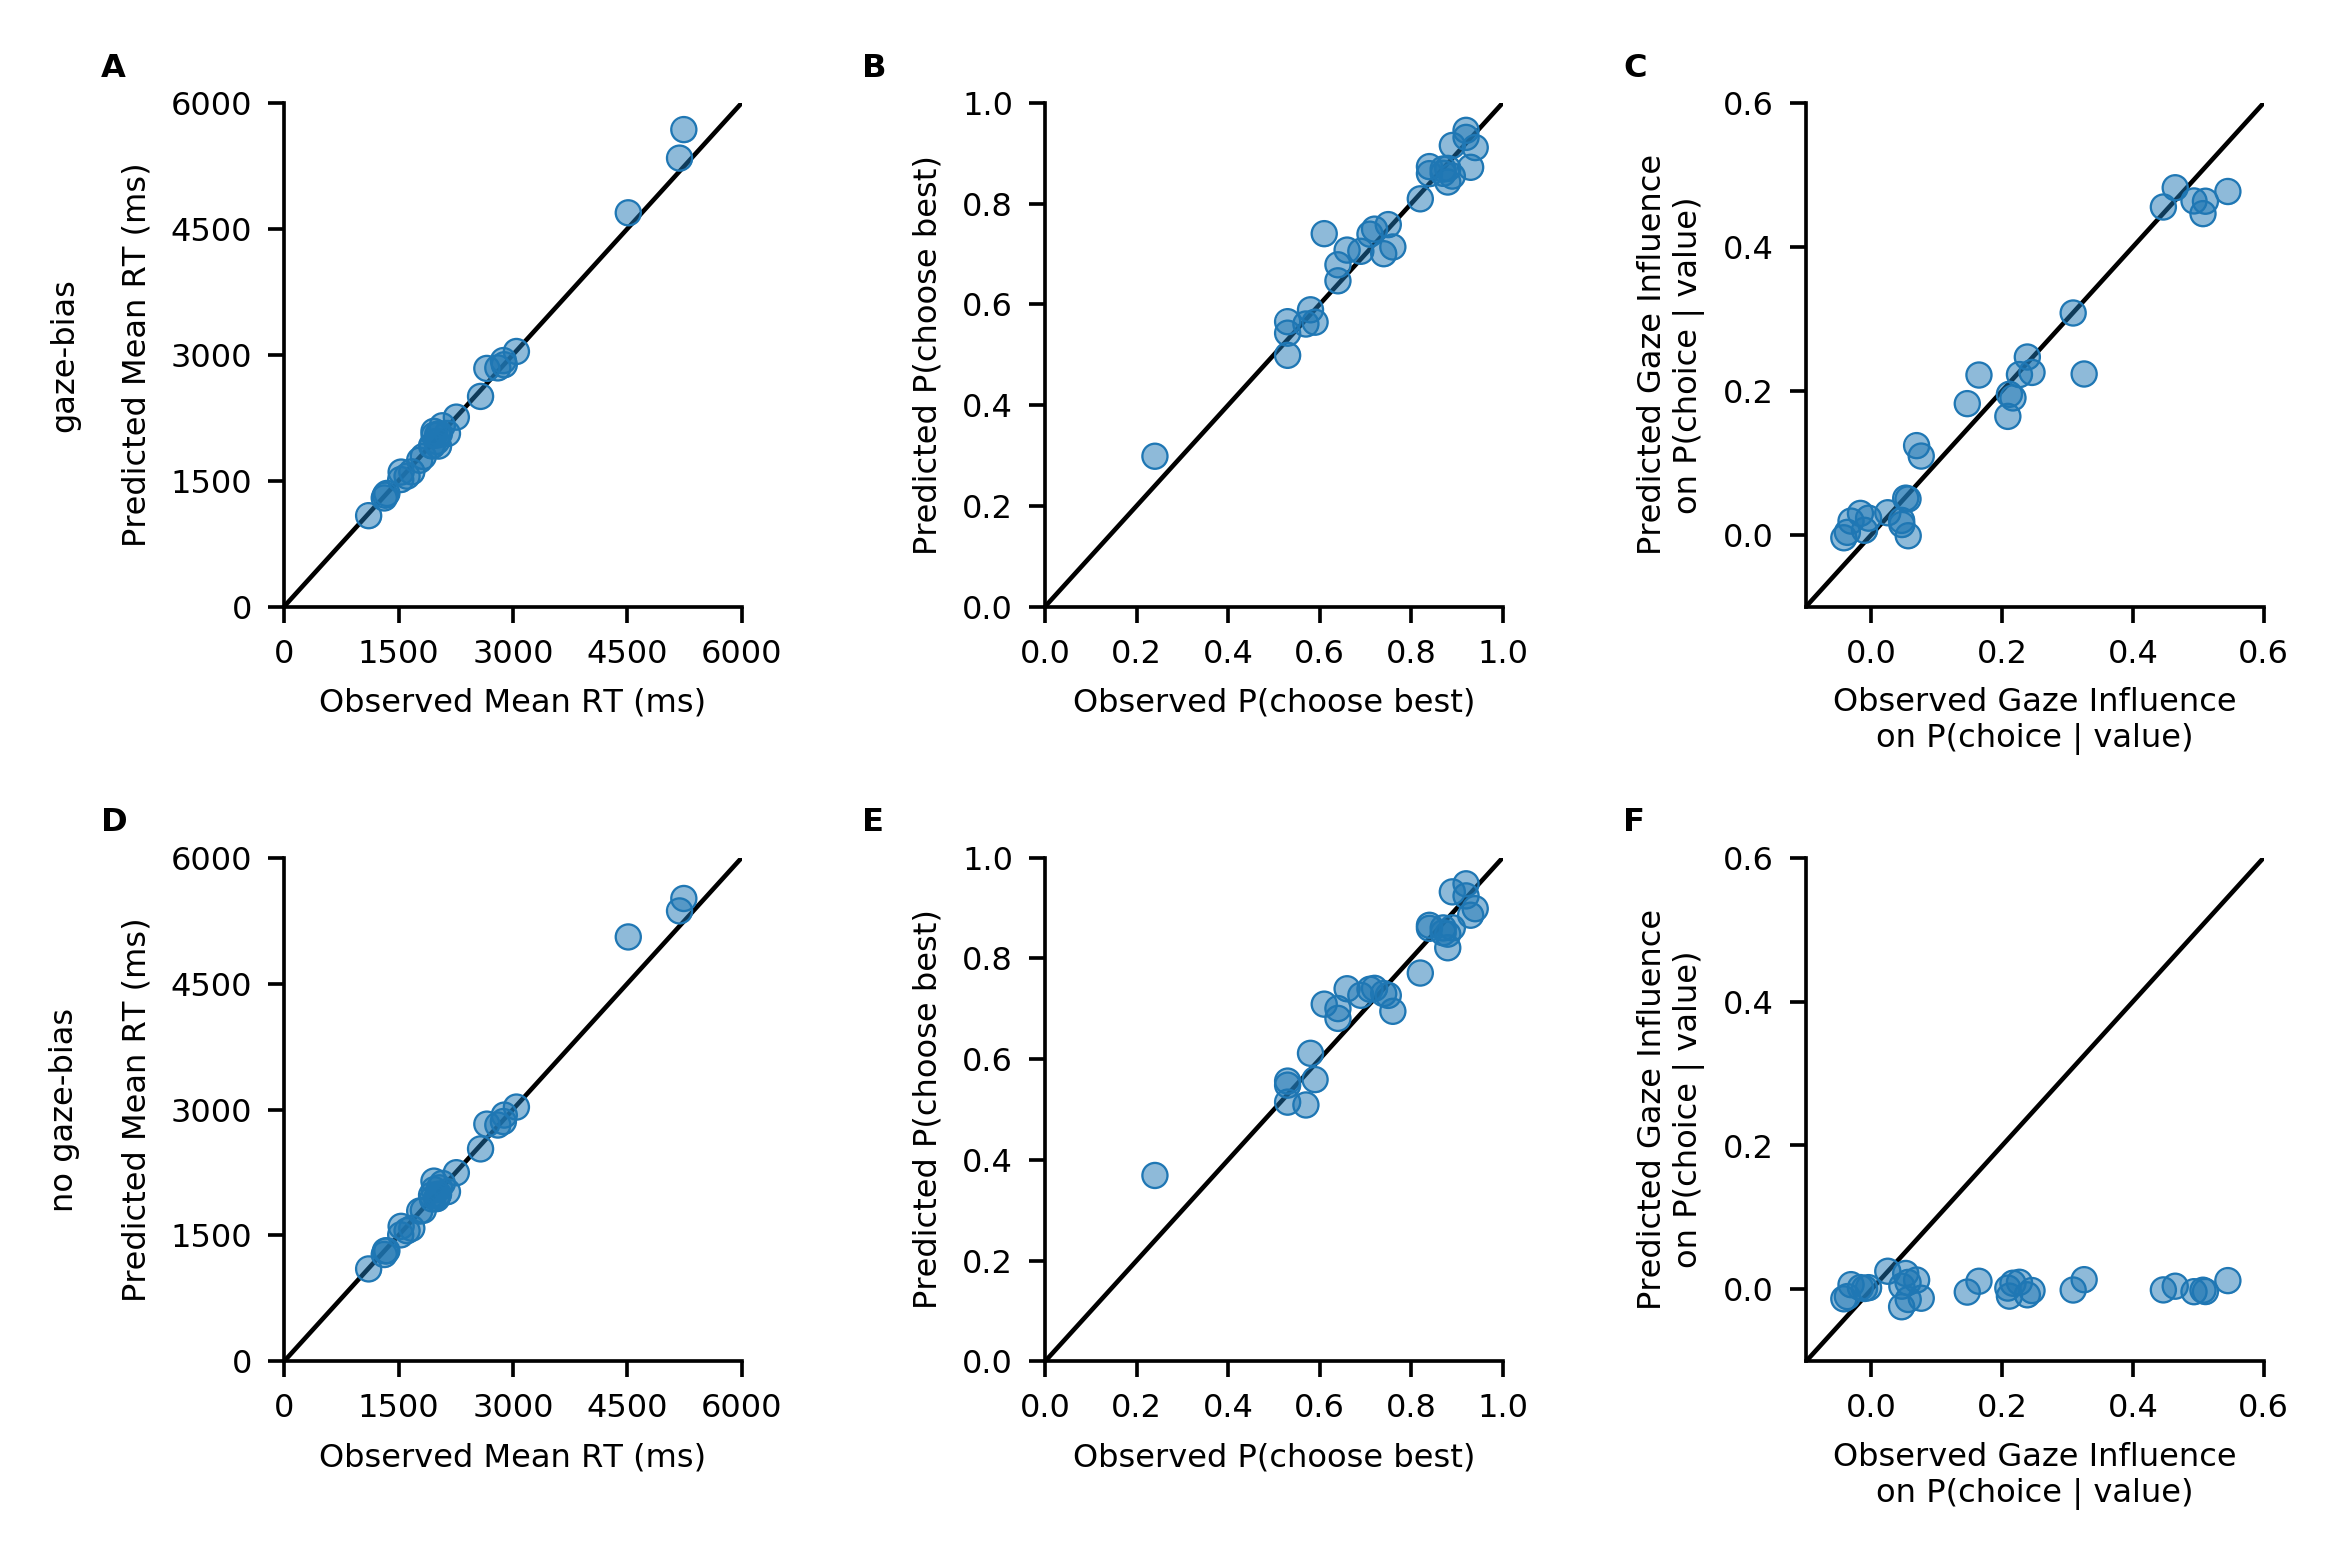 A
B
C
gaze-bias
Predicted Mean RT (ms)
6000
4500
3000
1500
0
0 1500 3000 4500 6000
Observed Mean RT (ms)
Predicted P(choose best)
1.0
0.8
0.6
0.4
0.2
0.0
0.0 0.2 0.4 0.6 0.8 1.0
Observed P(choose best)
Predicted Gaze Influence
on P(choice | value)
0.6
0.4
0.2
0.0
0.0 0.2 0.4 0.6
Observed Gaze Influence
on P(choice | value)
D
E
F
no gaze-bias
Predicted Mean RT (ms)
6000
4500
3000
1500
0
0 1500 3000 4500 6000
Observed Mean RT (ms)
Predicted P(choose best)
1.0
0.8
0.6
0.4
0.2
0.0
0.0 0.2 0.4 0.6 0.8 1.0
Observed P(choose best)
Predicted Gaze Influence
on P(choice | value)
0.6
0.4
0.2
0.0
0.0 0.2 0.4 0.6
Observed Gaze Influence
on P(choice | value)